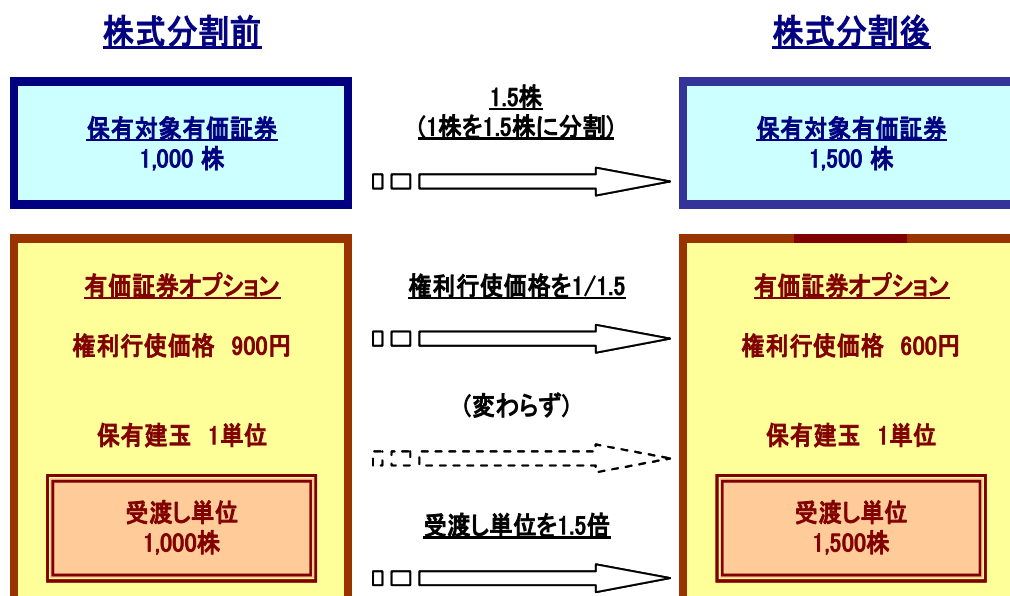 株式分割前
株式分割後
保有対象有価証券
1,000 株
1.5株
(1株を1.5株に分割)
保有対象有価証券
1,500 株
有価証券オプション
権利行使価格 900円
保有建玉 1単位
受渡し単位
1,000株
権利行使価格を1/1.5
(変わらず)
受渡し単位を1.5倍
有価証券オプション
権利行使価格 600円
保有建玉 1単位
受渡し単位
1,500株